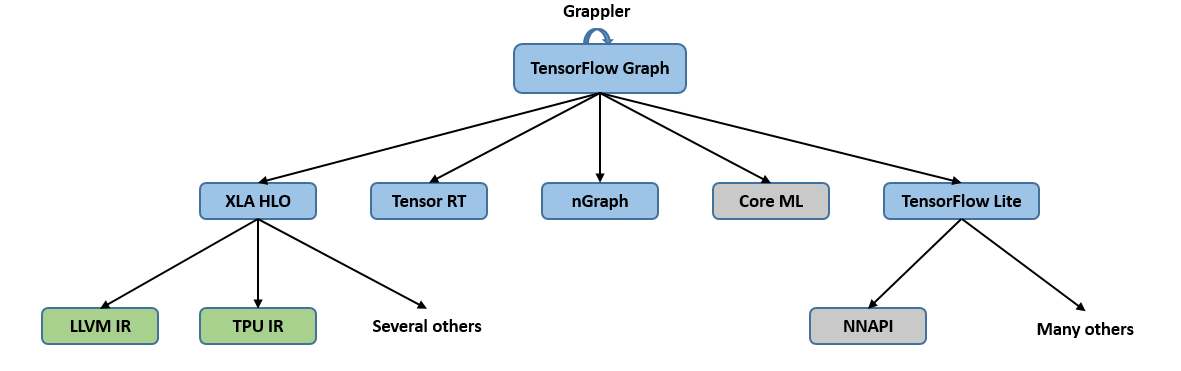 Grappler
TensorFlow Graph
XLA HLO
Tensor RT
nGraph
Core ML
TensorFlow Lite
LLVM IR
TPU IR
Several others
NNAPI
Many others